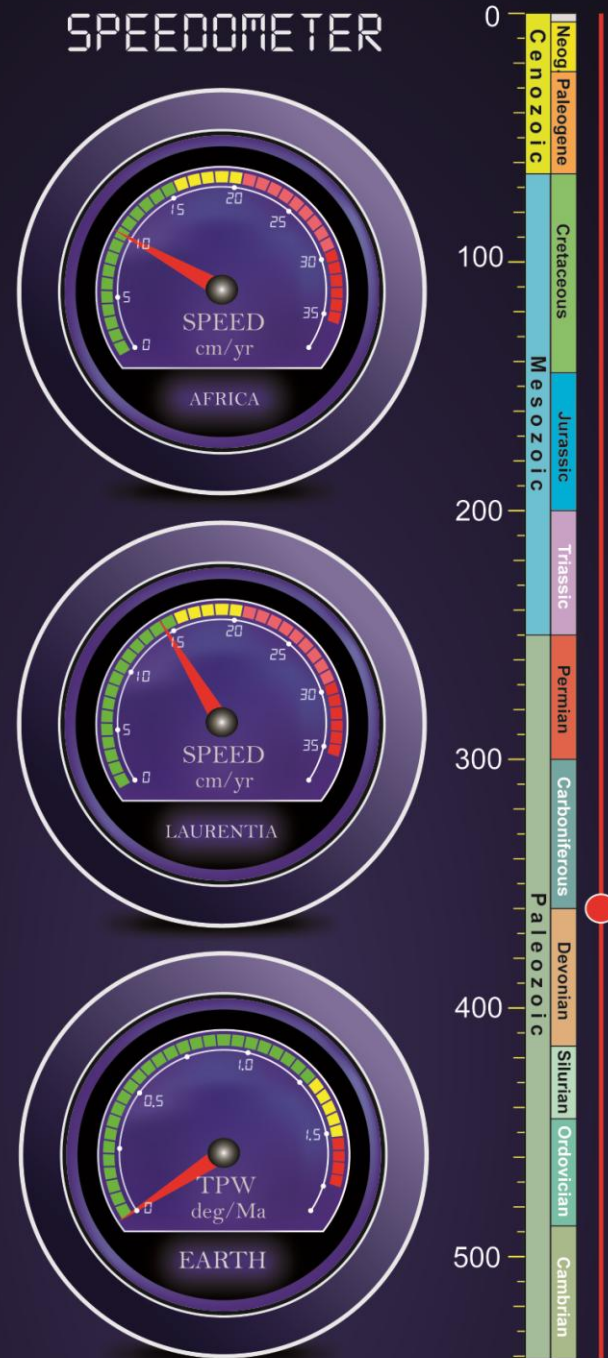 SPEEDOMETER
0
5
10
15
20
25
30
35
SPEED
cm/yr
AFRICA
0
5
10
15
20
25
30
35
SPEED
cm/yr
LAURENTIA
0
0.5
1.0
1.5
TPW
deg/Ma
EARTH
0
100
200
300
400
500
Cenozoic
Mesozoic
Paleozoic
Neog.
Paleogene
Cretaceous
Jurassic
Triassic
Permian
Carboniferous
Devonian
Silurian
Ordovician
Cambrian